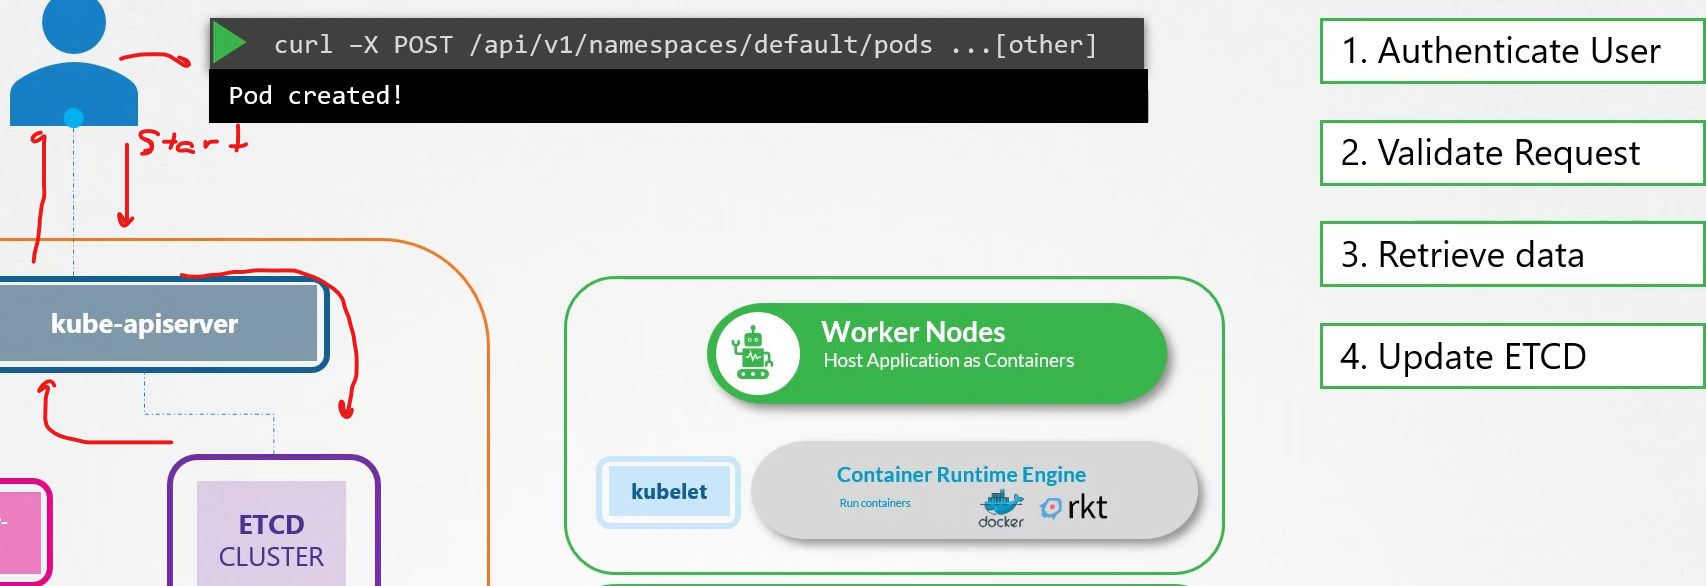 curl –X POST /api/v1/namespaces/default/pods ...[other]
Pod created!
Start
1. Authenticate User
2. Validate Request
3. Retrieve data
4. Update ETCD
kube-apiserver
ETCD
CLUSTER
Worker Nodes
Host Application as Containers
kubelet
Container Runtime Engine
Run containers
docker
rkt